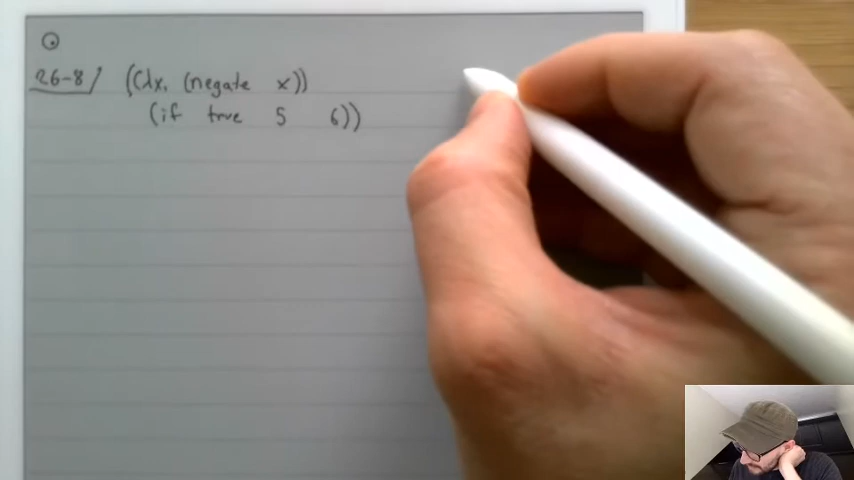 26-8/ ((λx. (negate x))
(if true 5 6))